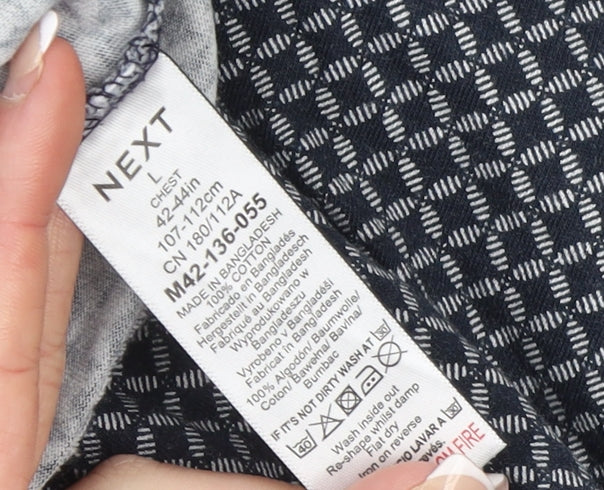 NEXT
L
CHEST
42-44in
107-112cm
CN 180/112A
M42-136-055
MADE IN BANGLADESH
100% COTTON
Fabricado en Bangladés
Hergestellt in Bangladesch
Fabriqué au Bangladesh
Wyprodukowano w
Bangladeszu
Vyrobeno v Bangladéši
Fabricat în Bangladesh
100% Algodón/ Baumwolle/
Coton/ Bawełna/ Bavlna/
Bumbac
IF IT'S NOT DIRTY WASH AT 30
40
Wash inside out
Re-shape whilst damp
Flat dry
Iron on reverse
LAVAR A 30
FIRE